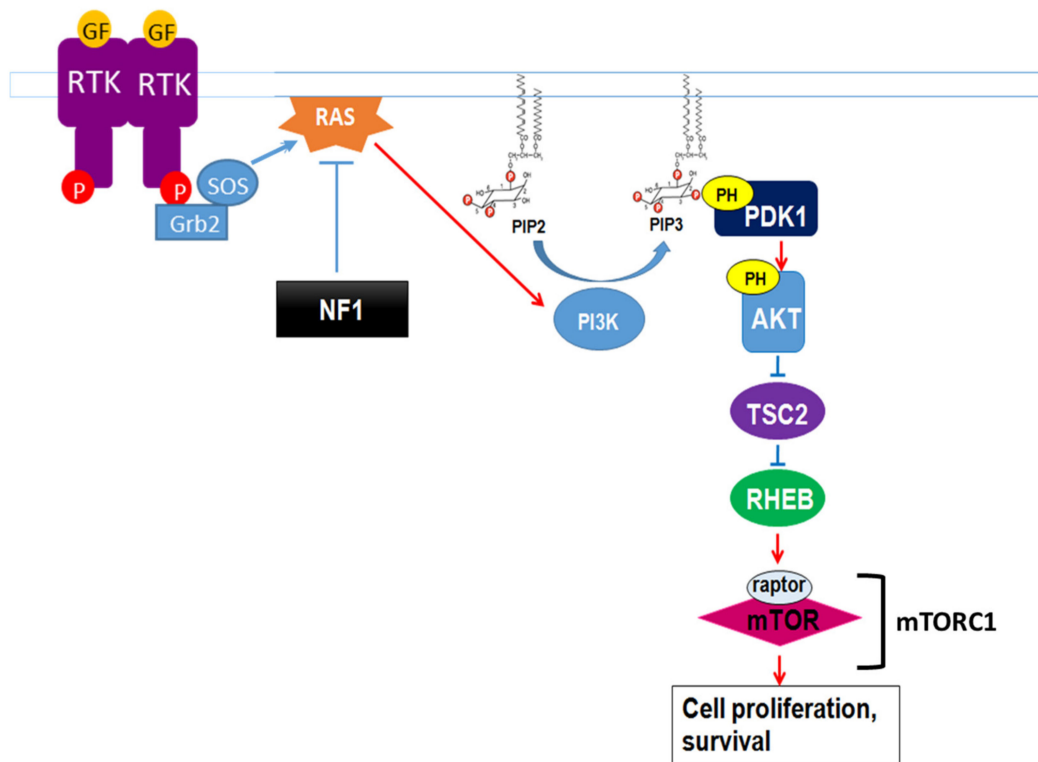 GF
GF
RTK
RTK
P
P
SOS
Grb2
RAS
NF1
PIP2
PI3K
PIP3
PH
PDK1
PH
AKT
TSC2
RHEB
raptor
mTOR
mTORC1
Cell proliferation,
survival